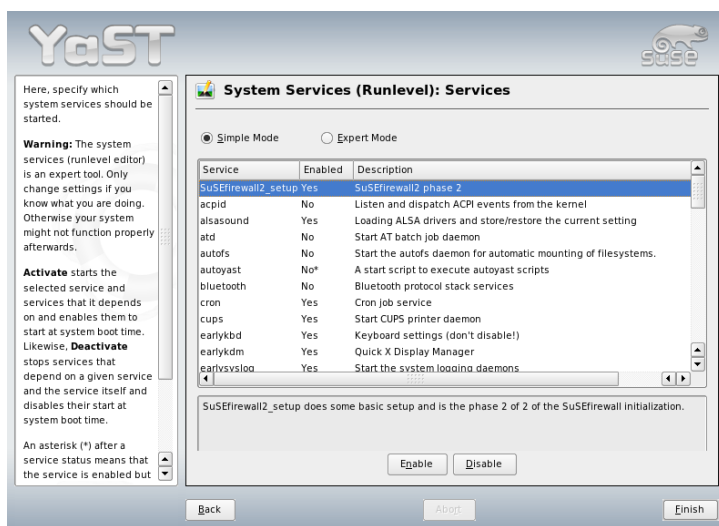 YaST
SUSE
Here, specify which
system services should be
started.
Warning: The system
services (runlevel editor)
is an expert tool. Only
change settings if you
know what you are doing.
Otherwise your system
might not function properly
afterwards.
Activate starts the
selected service and
services that it depends
on and enables them to
start at system boot time.
Likewise, Deactivate
stops services that
depend on a given service
and the service itself and
disables their start at
system boot time.
An asterisk (*) after a
service status means that
the service is enabled but
System Services (Runlevel): Services
Simple Mode Expert Mode
Service Enabled Description
SuSEfirewall2_setup Yes SuSEfirewall2 phase 2
acpid No Listen and dispatch ACPI events from the kernel
alsasound Yes Loading ALSA drivers and store/restore the current setting
atd No Start AT batch job daemon
autofs No Start the autofs daemon for automatic mounting of filesystems.
autoyast No* A start script to execute autoyast scripts
bluetooth No Bluetooth protocol stack services
cron Yes Cron job service
cups Yes Start CUPS printer daemon
earlykbd Yes Keyboard settings (don't disable!)
earlykdm Yes Quick X Display Manager
earlysyslog Yes Start the system logging daemons
SuSEfirewall2_setup does some basic setup and is the phase 2 of 2 of the SuSEfirewall initialization.
Enable Disable
Back Abort Finish